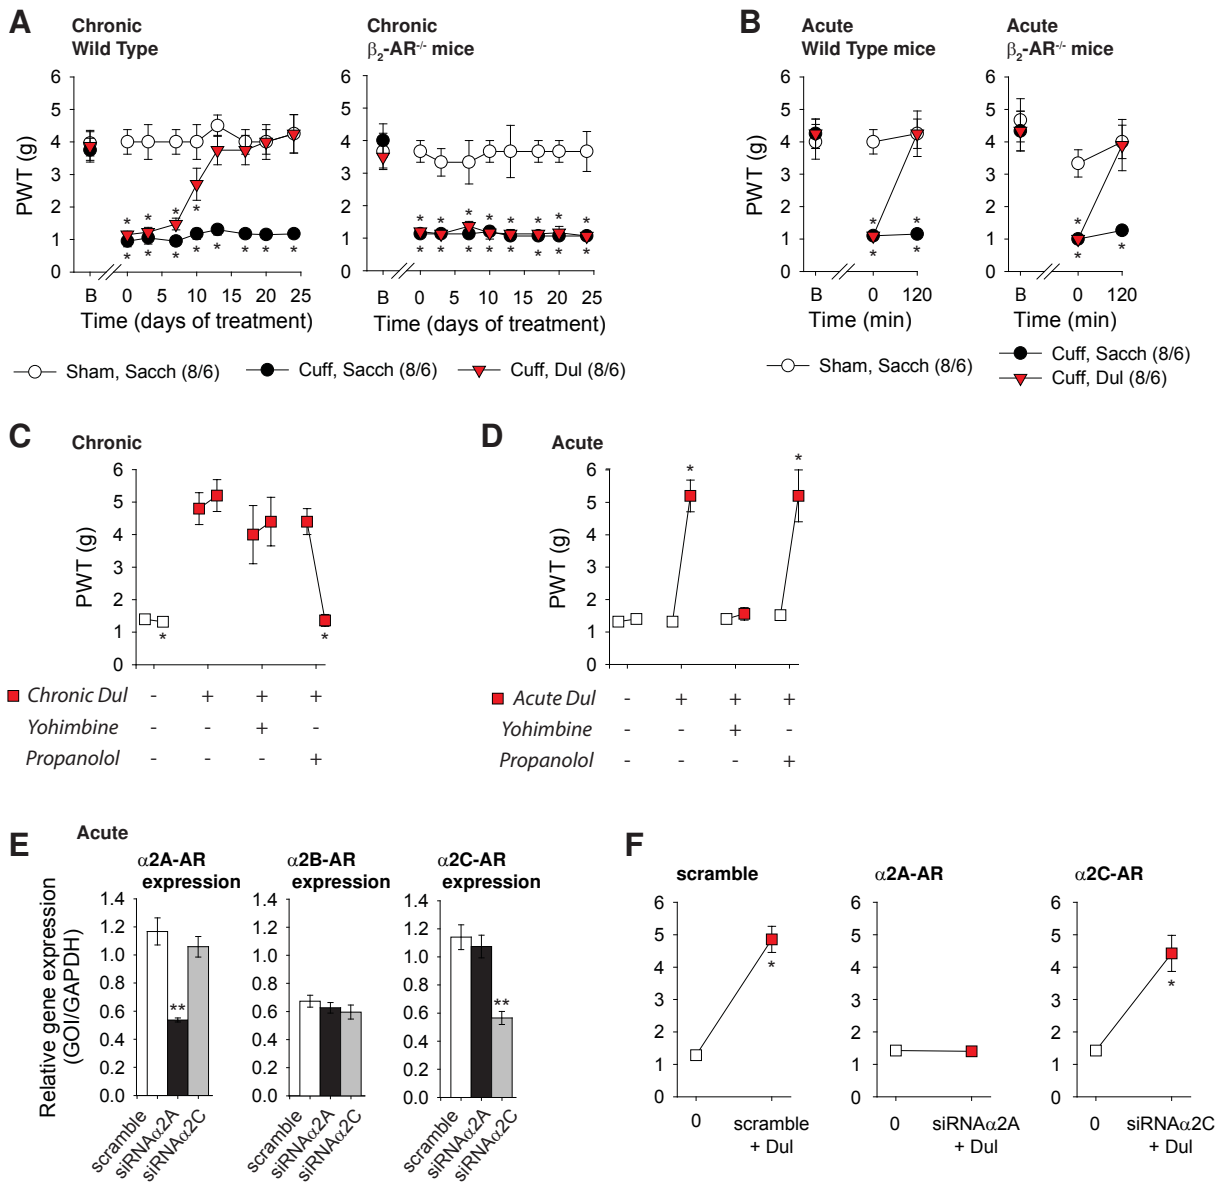 A
Chronic
Wild Type
PWT (g)
6
5
4
3
2
1
0
* * * *
* * * * * * * *
B 0 5 10 15 20 25
Time (days of treatment)
Chronic
β2-AR-/- mice
6
5
4
3
2
1
0
* * * * * * * *
* * * * * * * *
B 0 5 10 15 20 25
Time (days of treatment)
Sham, Sacch (8/6)
Cuff, Sacch (8/6)
Cuff, Dul (8/6)
B
Acute
Wild Type mice
PWT (g)
6
5
4
3
2
1
0
*
* *
B 0 120
Time (min)
Acute
β2-AR-/- mice
6
5
4
3
2
1
0
*
* *
B 0 120
Time (min)
Sham, Sacch (8/6)
Cuff, Sacch (8/6)
Cuff, Dul (8/6)
C
Chronic
PWT (g)
6
5
4
3
2
1
0
* *
Chronic Dul - + + +
Yohimbine - - + -
Propanolol - - - +
D
Acute
PWT (g)
6
5
4
3
2
1
0
* *
Acute Dul - + + +
Yohimbine - - + -
Propanolol - - - +
E
Acute
Relative gene expression
(GOI/GAPDH)
α2A-AR
expression
1.4
1.2
1.0
0.8
0.6
0.4
0.2
0.0
**
scramble
siRNAα2A
siRNAα2C
α2B-AR
expression
1.4
1.2
1.0
0.8
0.6
0.4
0.2
0.0
scramble
siRNAα2A
siRNAα2C
α2C-AR
expression
1.4
1.2
1.0
0.8
0.6
0.4
0.2
0.0
**
scramble
siRNAα2A
siRNAα2C
F
scramble
6
5
4
3
2
1
0
*
0 scramble
+ Dul
α2A-AR
6
5
4
3
2
1
0
0 siRNAα2A
+ Dul
α2C-AR
6
5
4
3
2
1
0
*
0 siRNAα2C
+ Dul